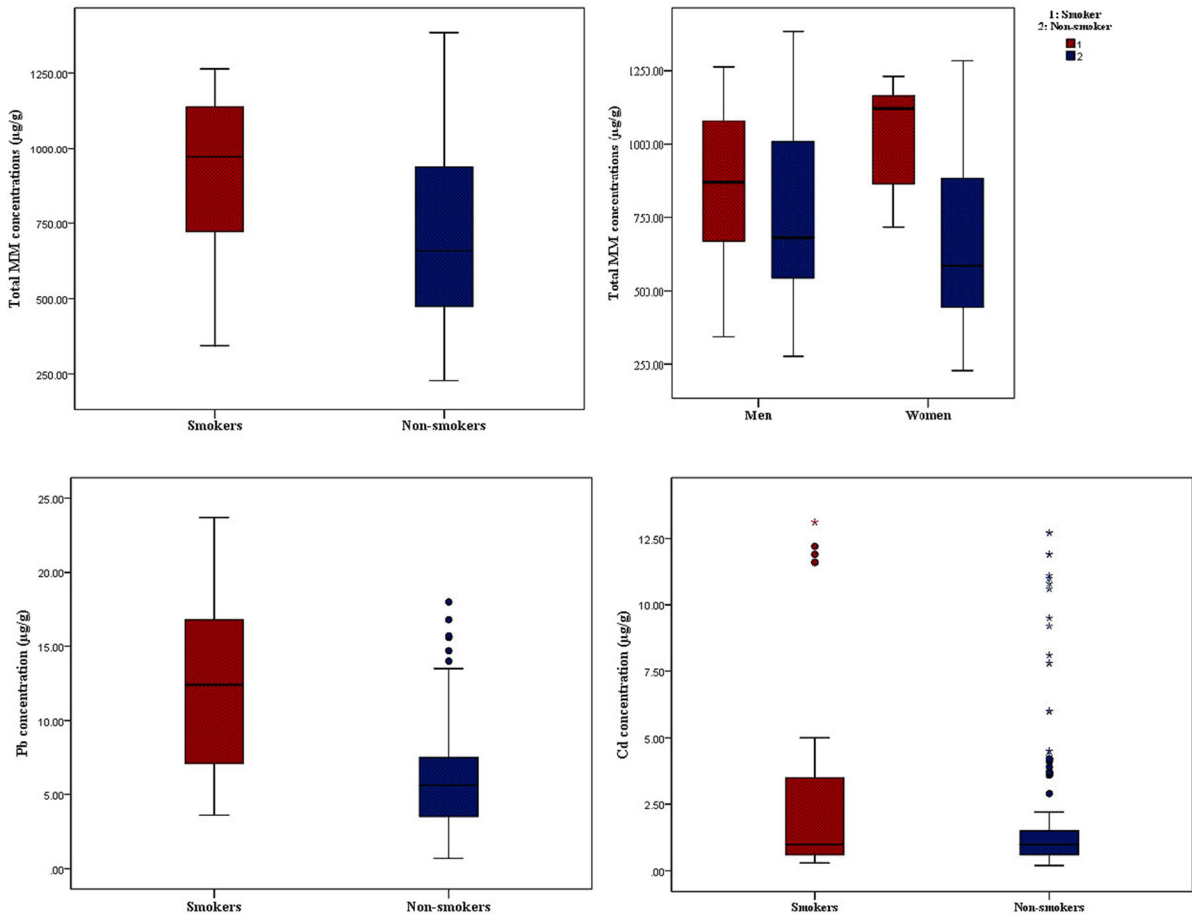 Total MM concentrations (µg/g)
1250.00
1000.00
750.00
500.00
250.00
Smokers
Non-smokers
Total MM concentrations (µg/g)
1250.00
1000.00
750.00
500.00
250.00
Men
Women
1: Smoker
2: Non-smoker
1
2
Pb concentration (µg/g)
25.00
20.00
15.00
10.00
5.00
.00
Smokers
Non-smokers
Cd concentration (µg/g)
12.50
10.00
7.50
5.00
2.50
.00
Smokers
Non-smokers